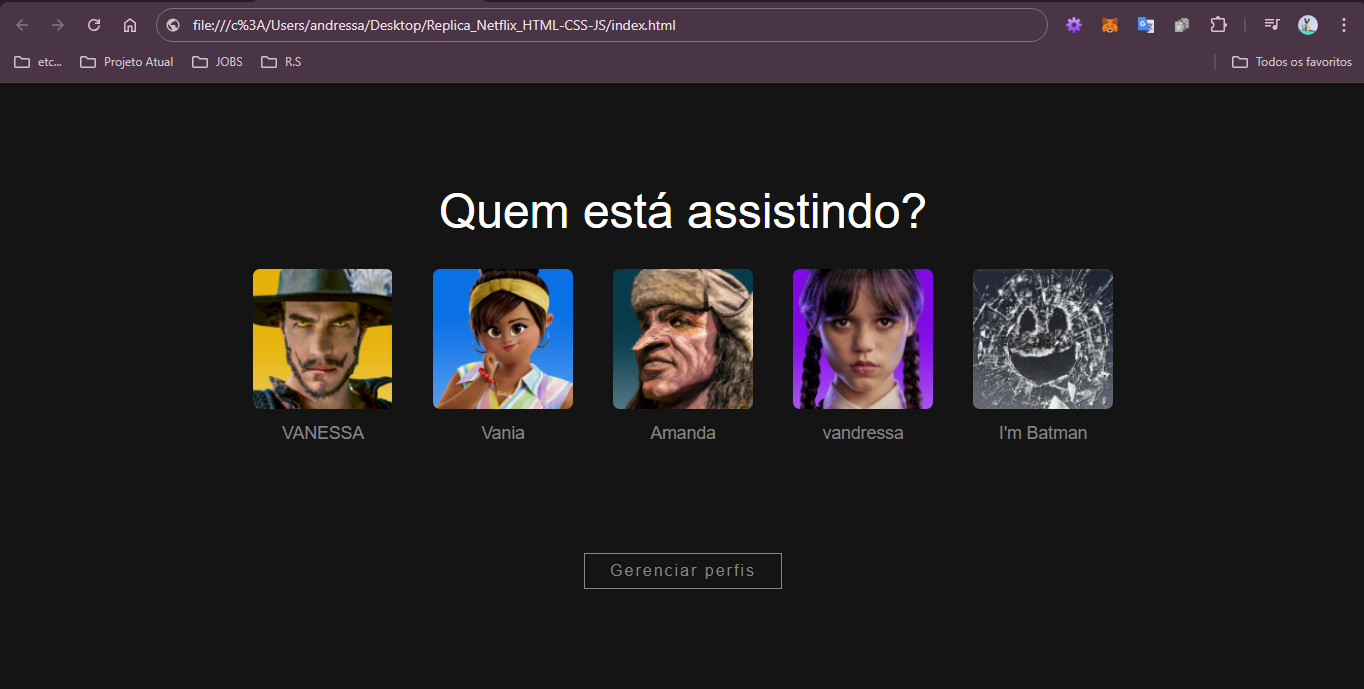 file:///c%3A/Users/andressa/Desktop/Replica_Netflix_HTML-CSS-JS/index.html
etc... Projeto Atual JOBS R.S Todos os favoritos
Quem está assistindo?
VANESSA Vania Amanda vandressa I'm Batman
Gerenciar perfis